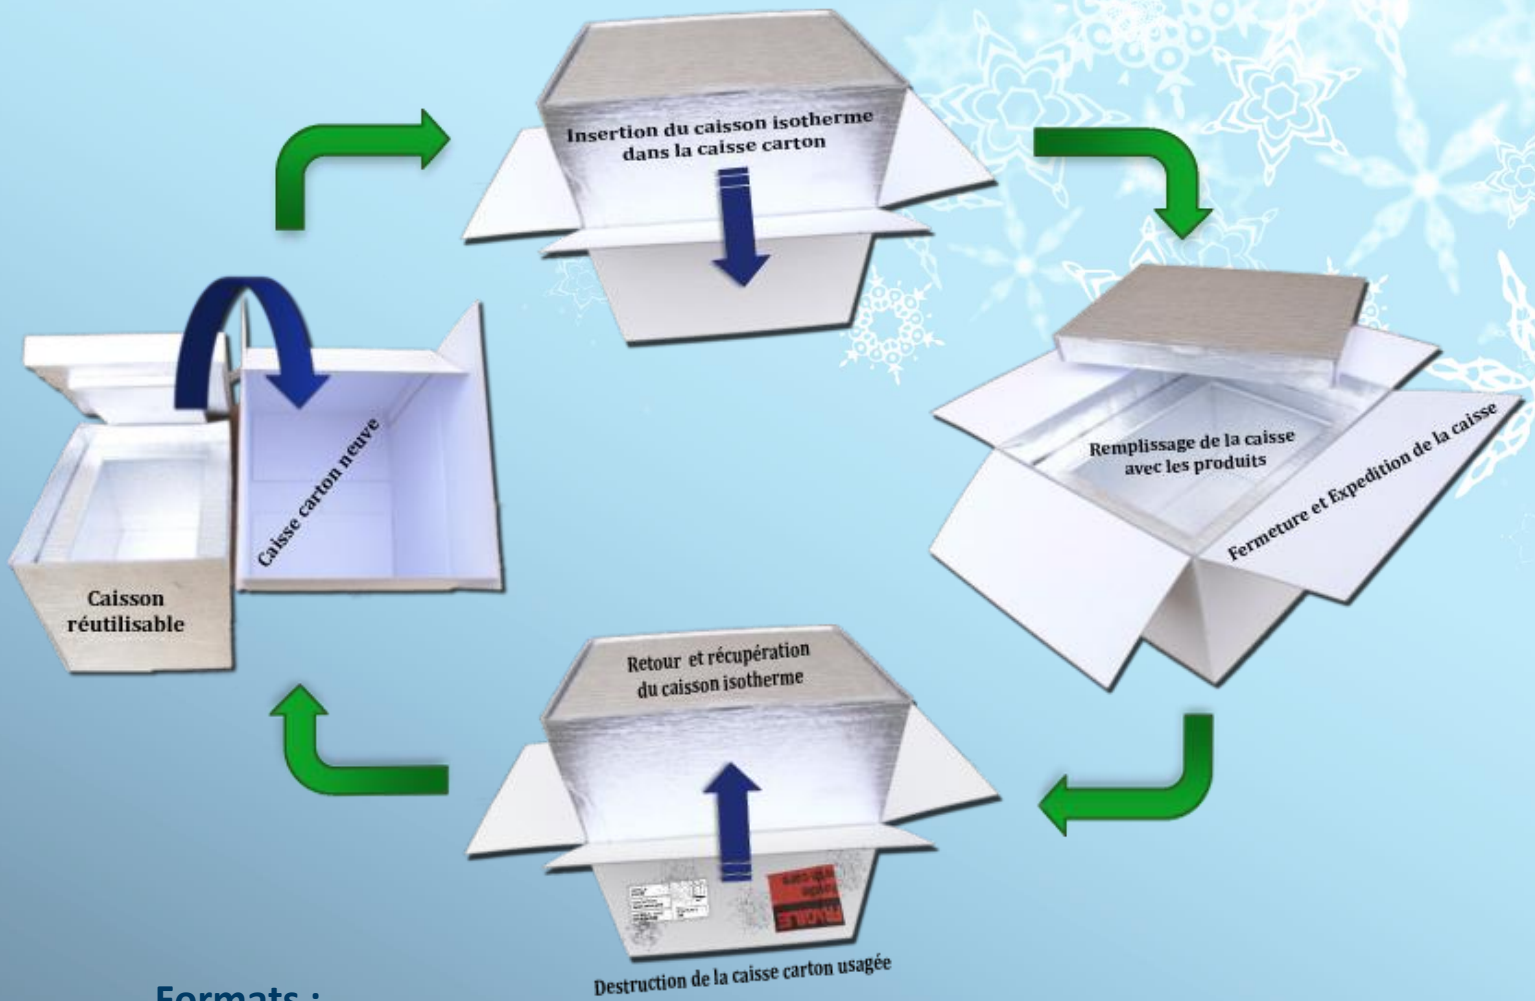 Insertion du caisson isotherme
dans la caisse carton
Caisse carton neuve
Caisson
réutilisable
Remplissage de la caisse
avec les produits
Fermeture et Expedition de la caisse
Retour et récupération
du caisson isotherme
FRAGILE
Destruction de la caisse carton usagée
Formats :